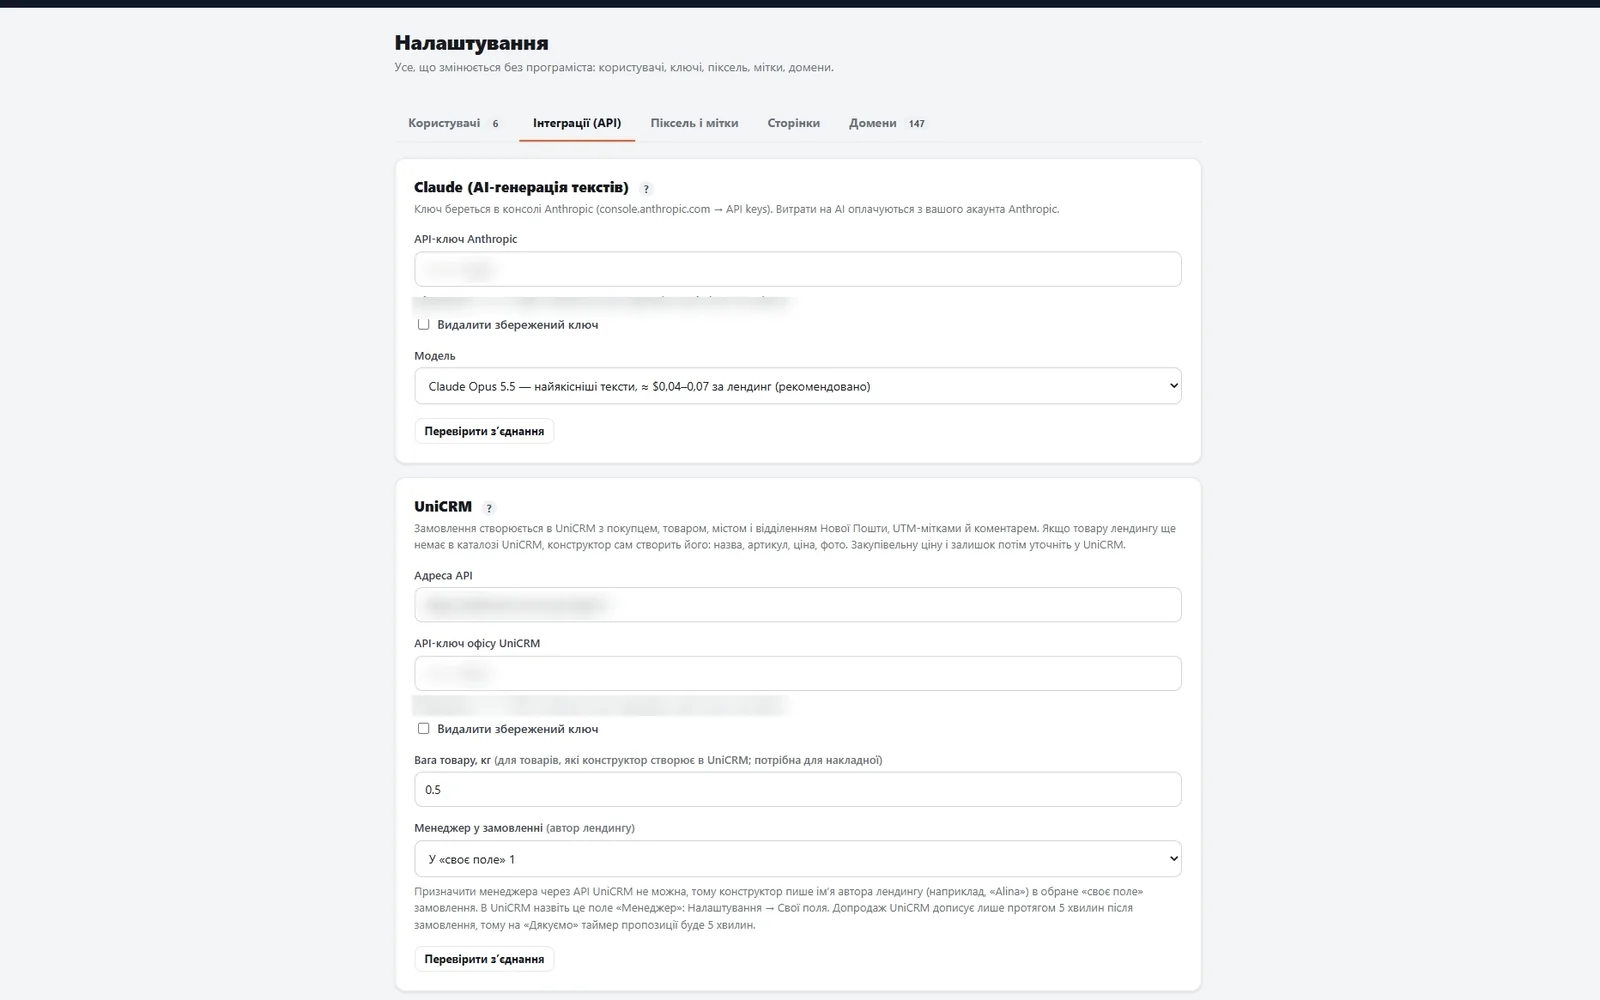 Налаштування
Усе, що змінюється без програміста: користувачі, ключі, піксель, мітки, домени.
Користувачі 6 Інтеграції (API) Піксель і мітки Сторінки Домени 147
Claude (AI-генерація текстів) ?
Ключ береться в консолі Anthropic (console.anthropic.com → API keys). Витрати на AI оплачуються з вашого акаунта Anthropic.
API-ключ Anthropic
Видалити збережений ключ
Модель
Claude Opus 5.5 — найякісніші тексти, ≈ $0,04–0,07 за лендинг (рекомендовано)
Перевірити з’єднання
UniCRM ?
Замовлення створюється в UniCRM з покупцем, товаром, містом і відділенням Нової Пошти, UTM-мітками й коментарем. Якщо товару лендингу ще
немає в каталозі UniCRM, конструктор сам створить його: назва, артикул, ціна, фото. Закупівельну ціну і залишок потім уточніть у UniCRM.
Адреса API
API-ключ офісу UniCRM
Видалити збережений ключ
Вага товару, кг (для товарів, які конструктор створює в UniCRM; потрібна для накладної)
0.5
Менеджер у замовленні (автор лендингу)
У «своє поле» 1
Призначити менеджера через API UniCRM не можна, тому конструктор пише ім’я автора лендингу (наприклад, «Alina») в обране «своє поле»
замовлення. В UniCRM назвіть це поле «Менеджер»: Налаштування → Свої поля. Допродаж UniCRM дописує лише протягом 5 хвилин після
замовлення, тому на «Дякуємо» таймер пропозиції буде 5 хвилин.
Перевірити з’єднання